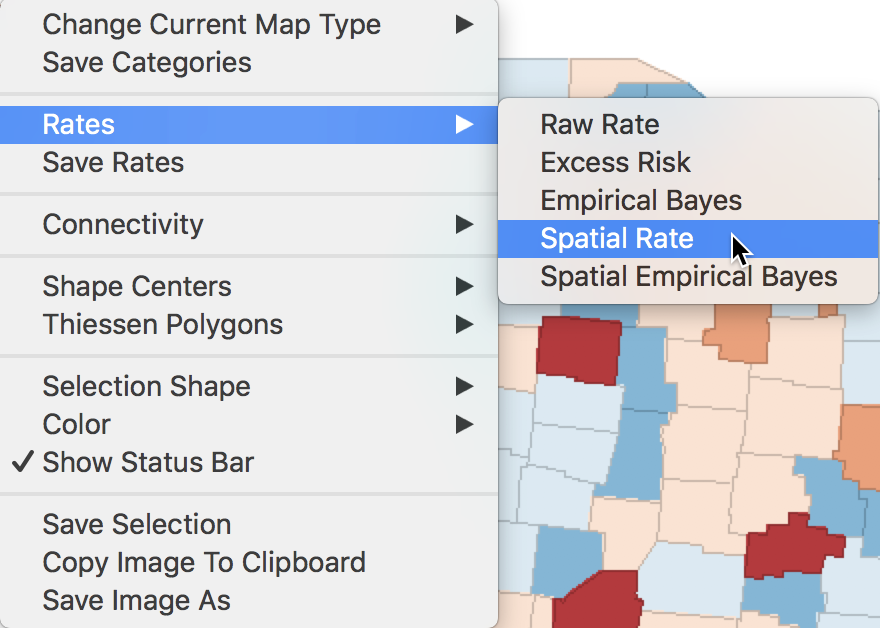 Change Current Map Type
Save Categories
Rates
Save Rates
Connectivity
Shape Centers
Thiessen Polygons
Selection Shape
Color
Show Status Bar
Save Selection
Copy Image To Clipboard
Save Image As
Raw Rate
Excess Risk
Empirical Bayes
Spatial Rate
Spatial Empirical Bayes